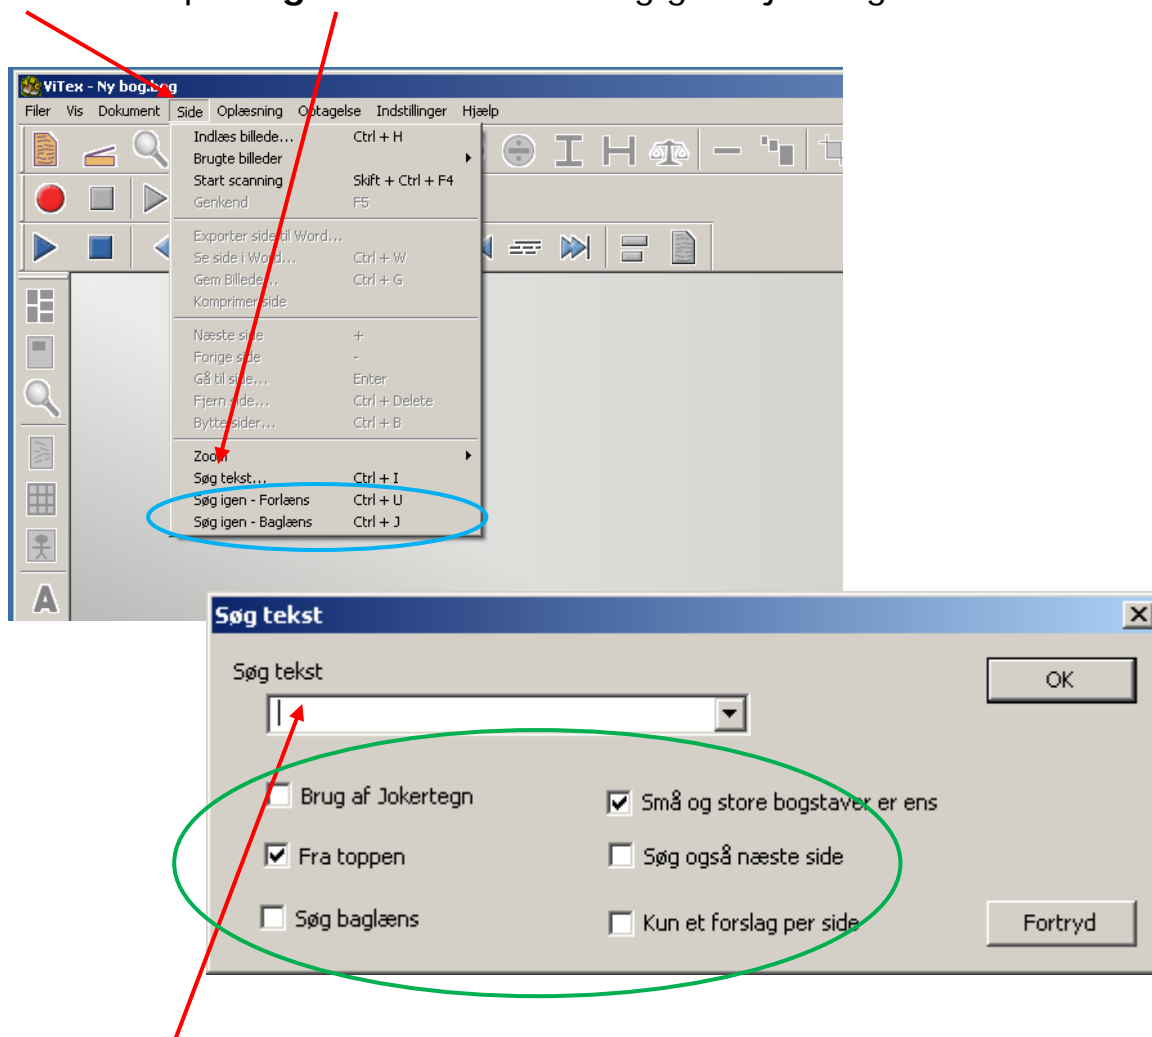 ViTex - Ny bog.bog
Filer Vis Dokument Side Oplæsning Optagelse Indstillinger Hjælp
Indlæs billede... Ctrl + H
Brugte billeder
Start scanning Skift + Ctrl + F4
Genkend F5
Exporter side til Word...
Se side i Word... Ctrl + W
Gem Billede... Ctrl + G
Komprimer side
Næste side +
Forige side -
Gå til side... Enter
Fjern side... Ctrl + Delete
Bytte sider... Ctrl + B
Zoom
Søg tekst... Ctrl + I
Søg igen - Forlæns Ctrl + U
Søg igen - Baglæns Ctrl + J
A
Søg tekst
Søg tekst
OK
Brug af Jokertegn
Små og store bogstaver er ens
Fra toppen
Søg også næste side
Søg baglæns
Kun et forslag per side
Fortryd